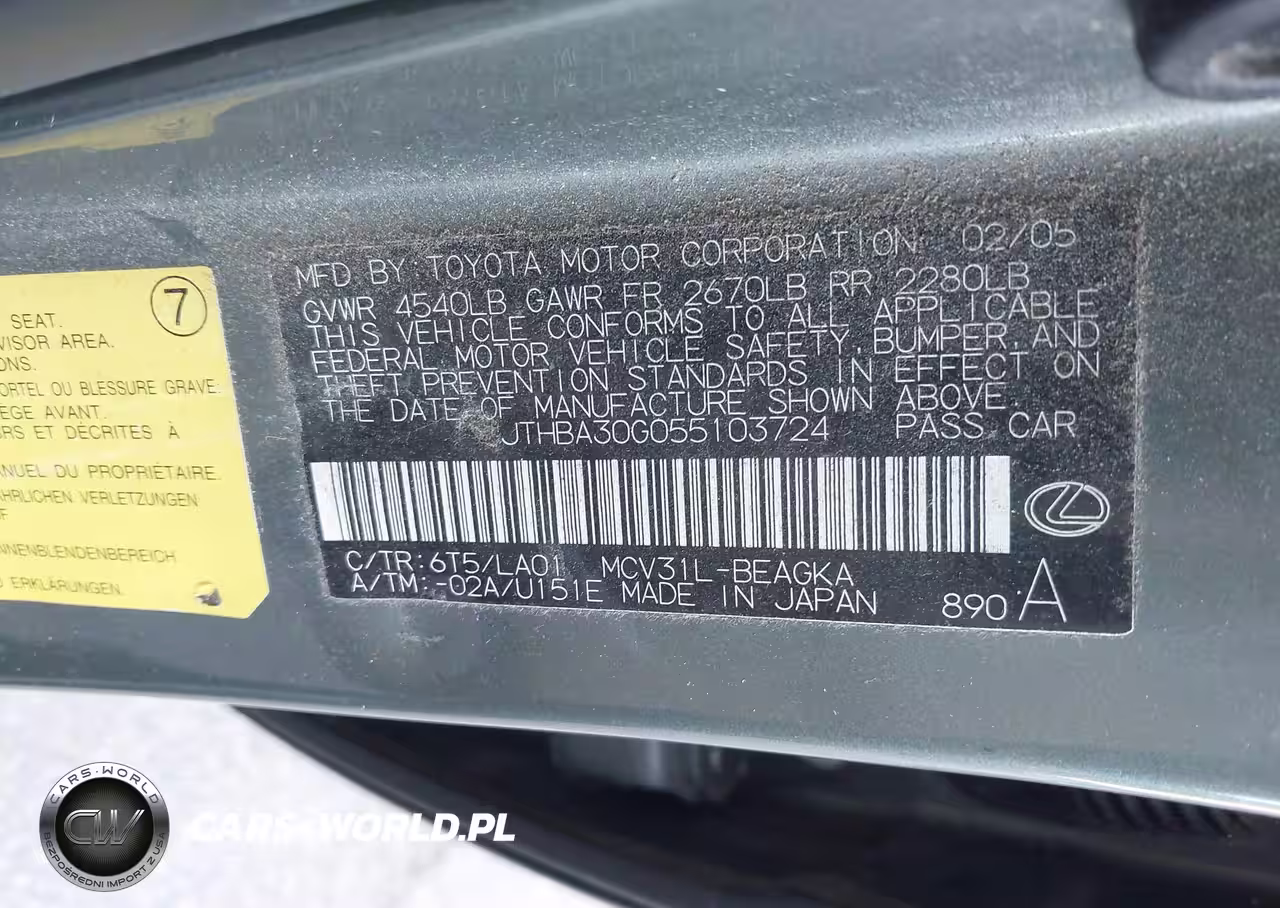 MFD BY: TOYOTA MOTOR CORPORATION 02/05
GVWR 4540LB GAWR FR 2670LB RR 2280LB
THIS VEHICLE CONFORMS TO ALL APPLICABLE
FEDERAL MOTOR VEHICLE SAFETY, BUMPER, AND
THEFT PREVENTION STANDARDS IN EFFECT ON
THE DATE OF MANUFACTURE SHOWN ABOVE.
JTHBA30G055103724 PASS CAR
C/TR: 6T5/LA01 MCV31L-BEAGKA
A/TM: -02A/U151E MADE IN JAPAN 890 A
7
SEAT.
VISOR AREA.
ONS.
ORTEL OU BLESSURE GRAVE.
EGE AVANT.
RS ET DÉCRITES À
ANUEL DU PROPRIÉTAIRE.
ÄHRLICHEN VERLETZUNGEN
F
NNENBLENDENBEREICH
D ERKLÄRUNGEN.
CARS-WORLD
CW
BEZPOŚREDNI IMPORT Z USA
CARS-WORLD.PL